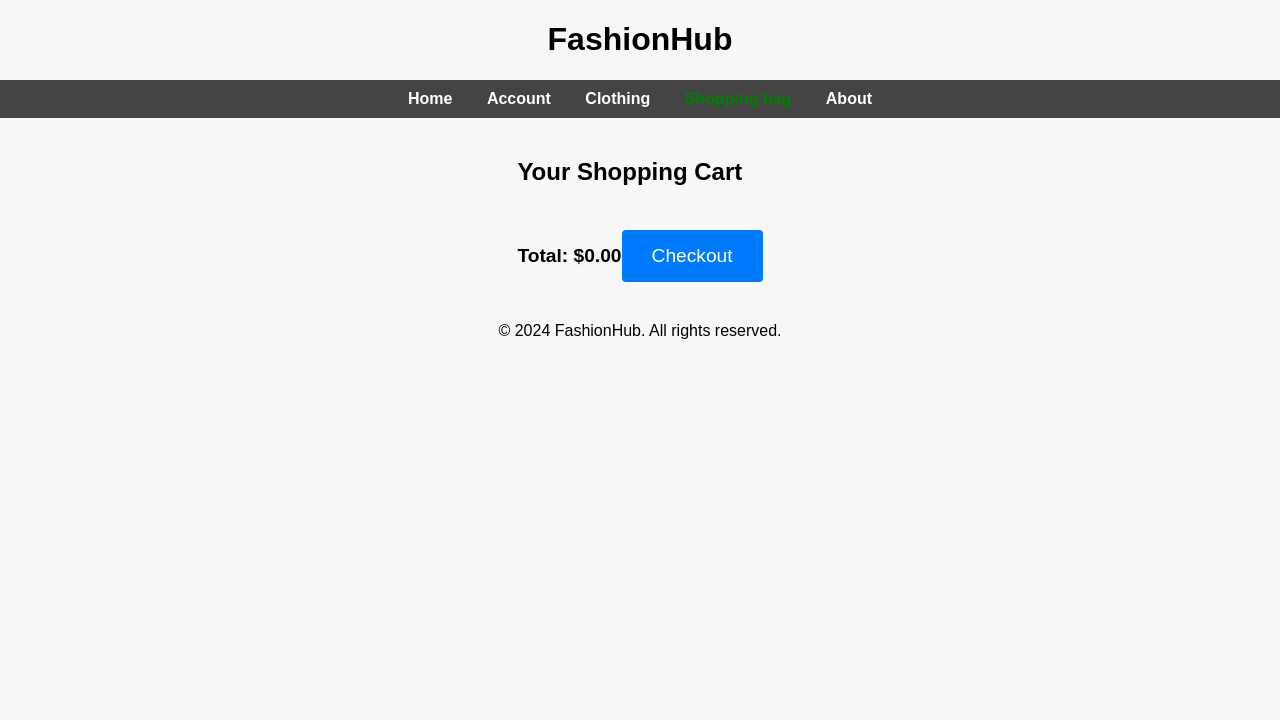 FashionHub
Home Account Clothing Shopping bag About
Your Shopping Cart
Total: $0.00 Checkout
© 2024 FashionHub. All rights reserved.